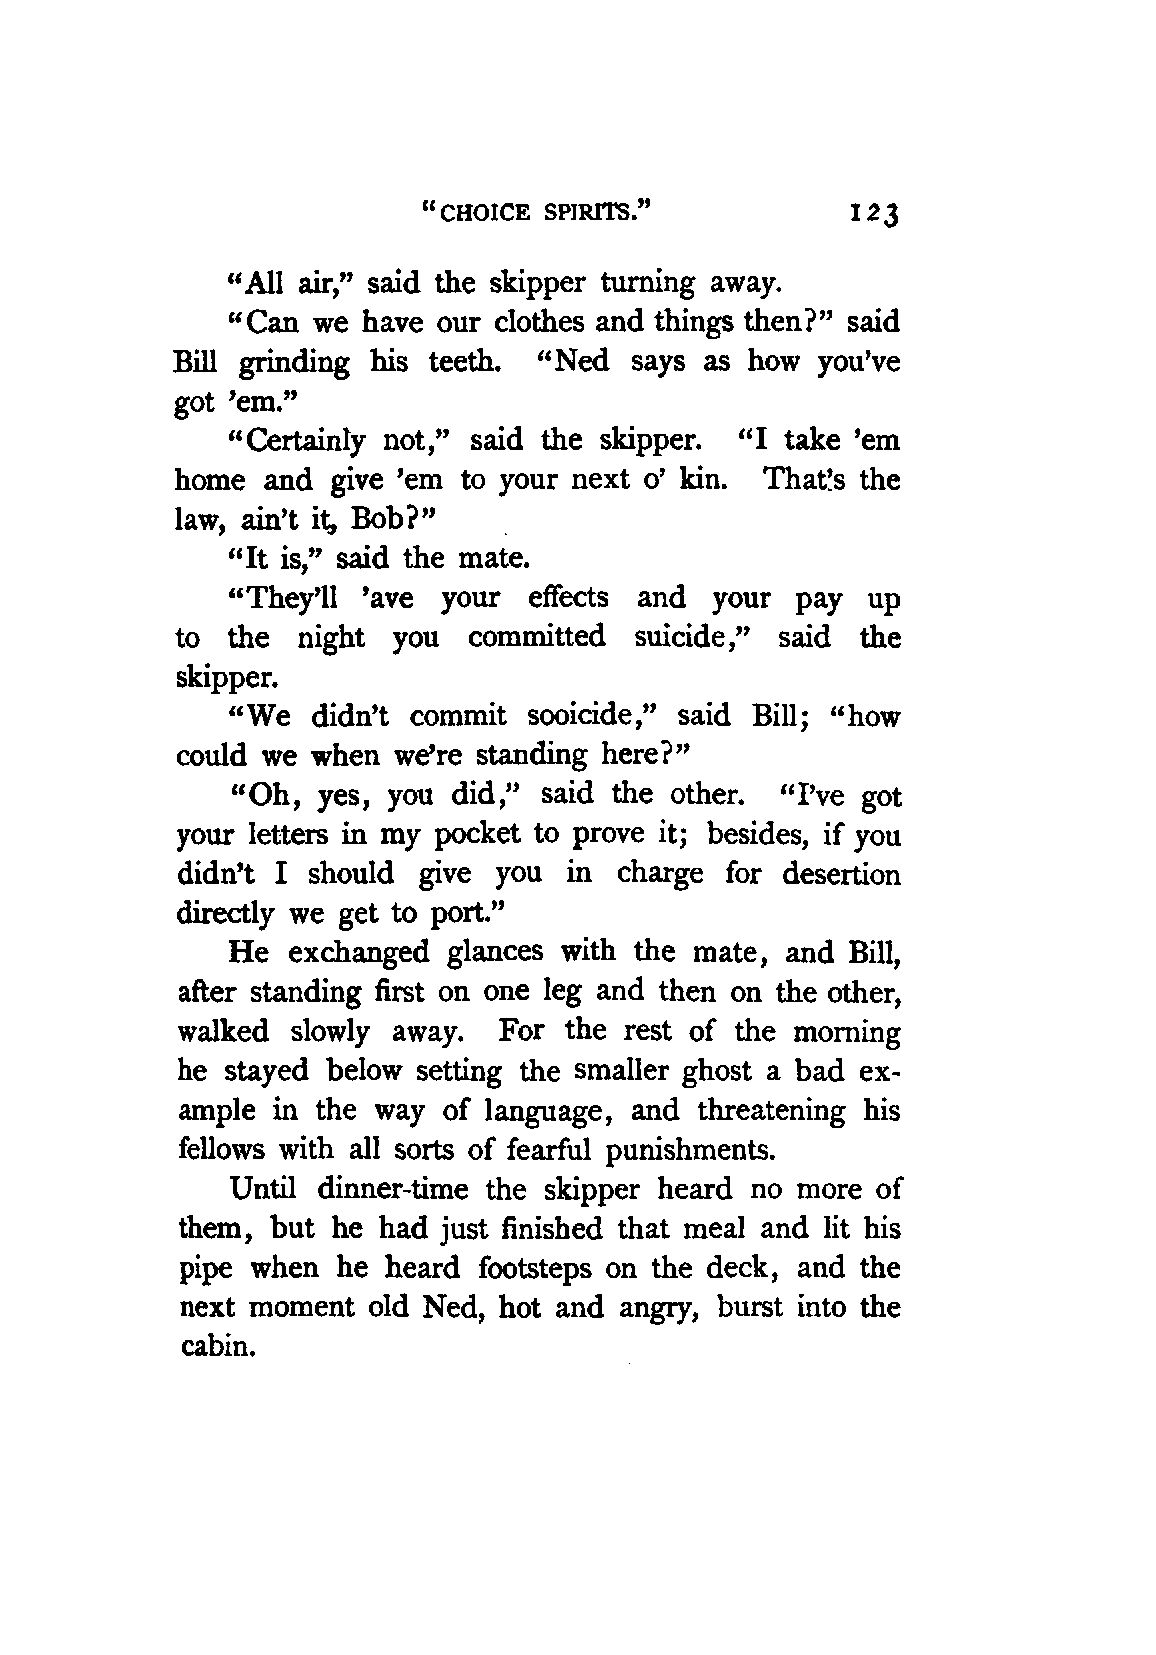 "CHOICE SPIRITS." 123
"All air," said the skipper turning away.
"Can we have our clothes and things then?" said
Bill grinding his teeth. "Ned says as how you've
got 'em."
"Certainly not," said the skipper. "I take 'em
home and give 'em to your next o' kin. That's the
law, ain't it, Bob?"
"It is," said the mate.
"They'll 'ave your effects and your pay up
to the night you committed suicide," said the
skipper.
"We didn't commit sooicide," said Bill; "how
could we when we're standing here?"
"Oh, yes, you did," said the other. "I've got
your letters in my pocket to prove it; besides, if you
didn't I should give you in charge for desertion
directly we get to port."
He exchanged glances with the mate, and Bill,
after standing first on one leg and then on the other,
walked slowly away. For the rest of the morning
he stayed below setting the smaller ghost a bad ex-
ample in the way of language, and threatening his
fellows with all sorts of fearful punishments.
Until dinner-time the skipper heard no more of
them, but he had just finished that meal and lit his
pipe when he heard footsteps on the deck, and the
next moment old Ned, hot and angry, burst into the
cabin.